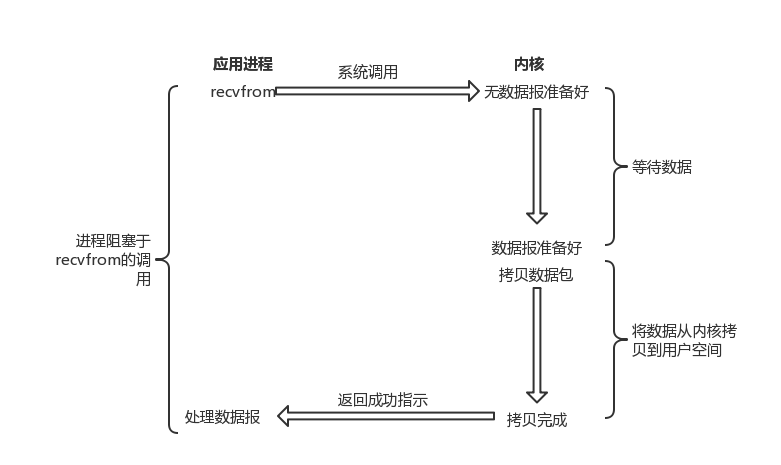 应用进程
内核
系统调用
recvfrom
无数据报准备好
等待数据
进程阻塞于
recvfrom的调
用
数据报准备好
拷贝数据包
将数据从内核拷
贝到用户空间
返回成功指示
处理数据报
拷贝完成